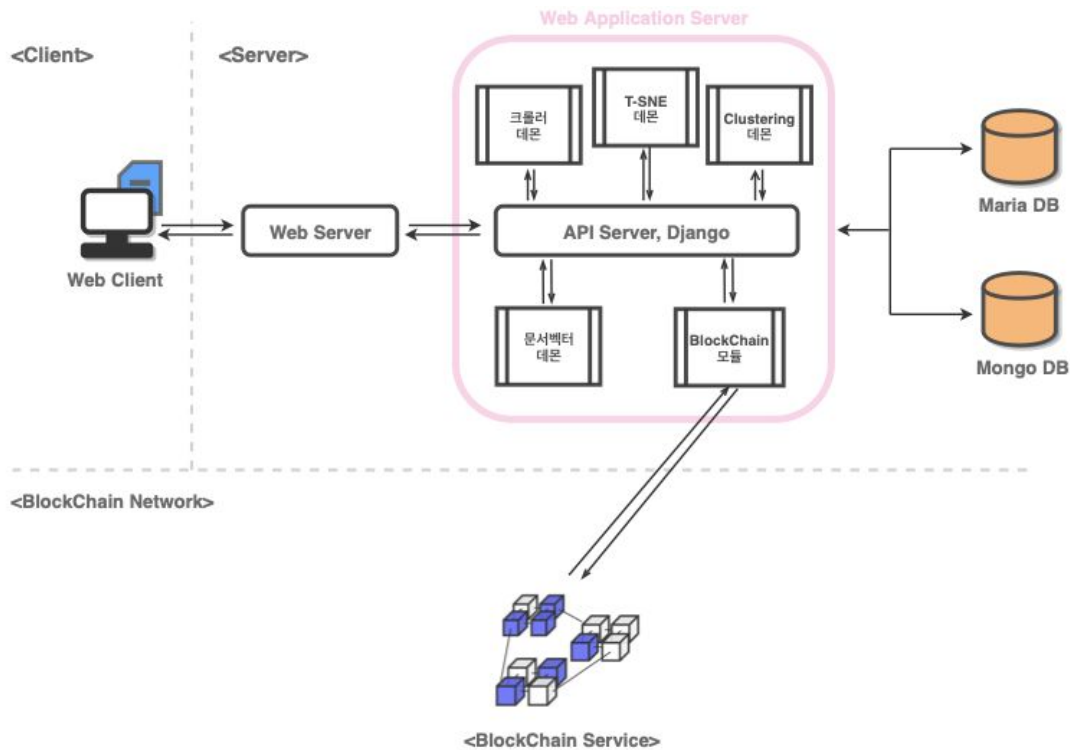 Web Application Server
<Client>
<Server>
크롤러
데몬
T-SNE
데몬
Clustering
데몬
Maria DB
Web Server
API Server, Django
Web Client
문서벡터
데몬
BlockChain
모듈
Mongo DB
<BlockChain Network>
<BlockChain Service>